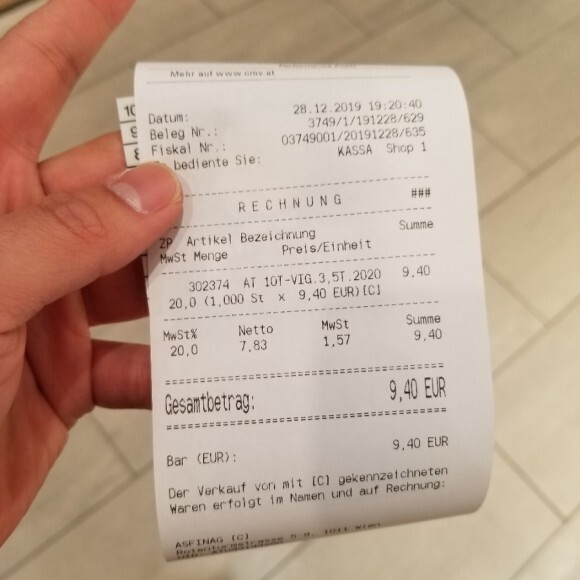 Mehr auf www.omv.at
Datum: 28.12.2019 19:20:40
Beleg Nr.: 3749/1/191228/629
Fiskal Nr.: 03749001/20191228/635
bediente Sie: KASSA Shop 1
RECHNUNG ###
ZP Artikel Bezeichnung Summe
MwSt Menge Preis/Einheit
302374 AT 10T-VIG.3,5T.2020 9,40
20,0 (1,000 St x 9,40 EUR)[C]
MwSt% Netto MwSt Summe
20,0 7,83 1,57 9,40
Gesamtbetrag: 9,40 EUR
Bar (EUR): 9,40 EUR
Der Verkauf von mit [C] gekennzeichneten
Waren erfolgt im Namen und auf Rechnung:
ASFINAG [C]
10
9
8